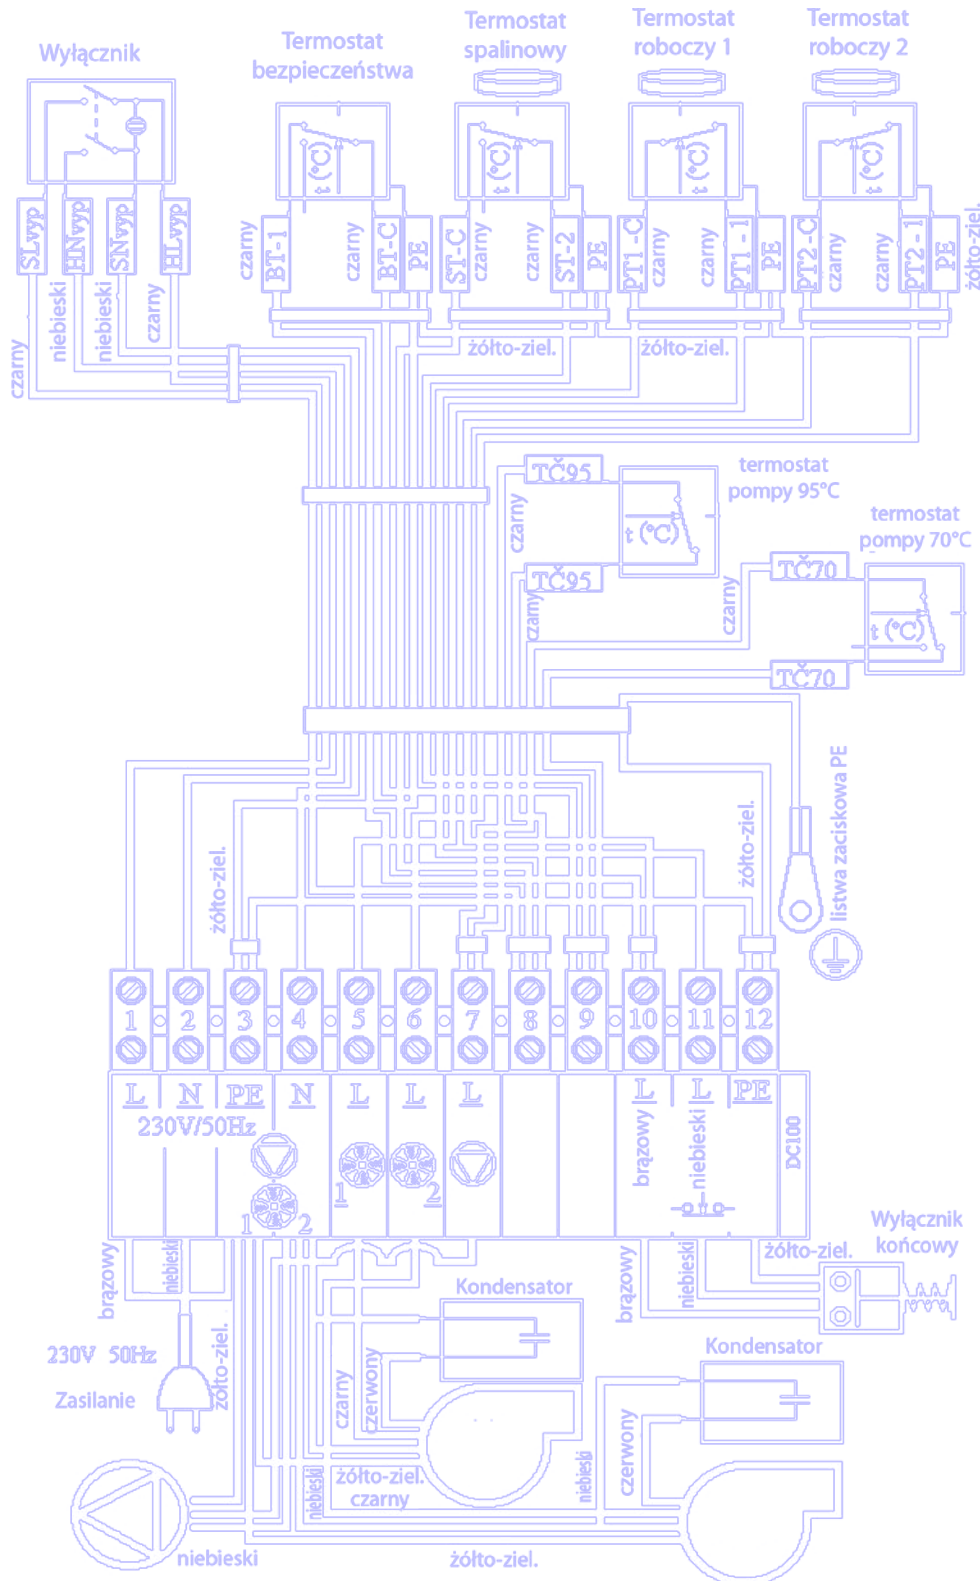 Wyłącznik
Termostat
bezpieczeństwa
Termostat
spalinowy
Termostat
roboczy 1
Termostat
roboczy 2
t (°C)
t (°C)
t (°C)
t (°C)
SLvyp
HNvyp
SNvyp
HLvyp
czarny
BT-1
czarny
BT-C
PE
ST-C
czarny
czarny
ST-2
PE
PT1-C
czarny
czarny
PT1-1
PE
PT2-C
czarny
czarny
PT2-1
PE
żółto-ziel.
czarny
niebieski
niebieski
czarny
żółto-ziel.
żółto-ziel.
TČ95
termostat
pompy 95°C
czarny
t (°C)
TČ95
czarny
termostat
pompy 70°C
TČ70
czarny
t (°C)
TČ70
żółto-ziel.
żółto-ziel.
listwa zaciskowa PE
1 2 3 4 5 6 7 8 9 10 11 12
L N PE N L L L L L PE
230V/50Hz
1 2
1
2
brązowy
niebieski
DC100
brązowy
niebieski
230V 50Hz
Zasilanie
żółto-ziel.
Kondensator
czarny
czerwony
brązowy
niebieski
żółto-ziel.
Wyłącznik
końcowy
Kondensator
niebieski
czerwony
żółto-ziel.
czarny
niebieski
niebieski
żółto-ziel.